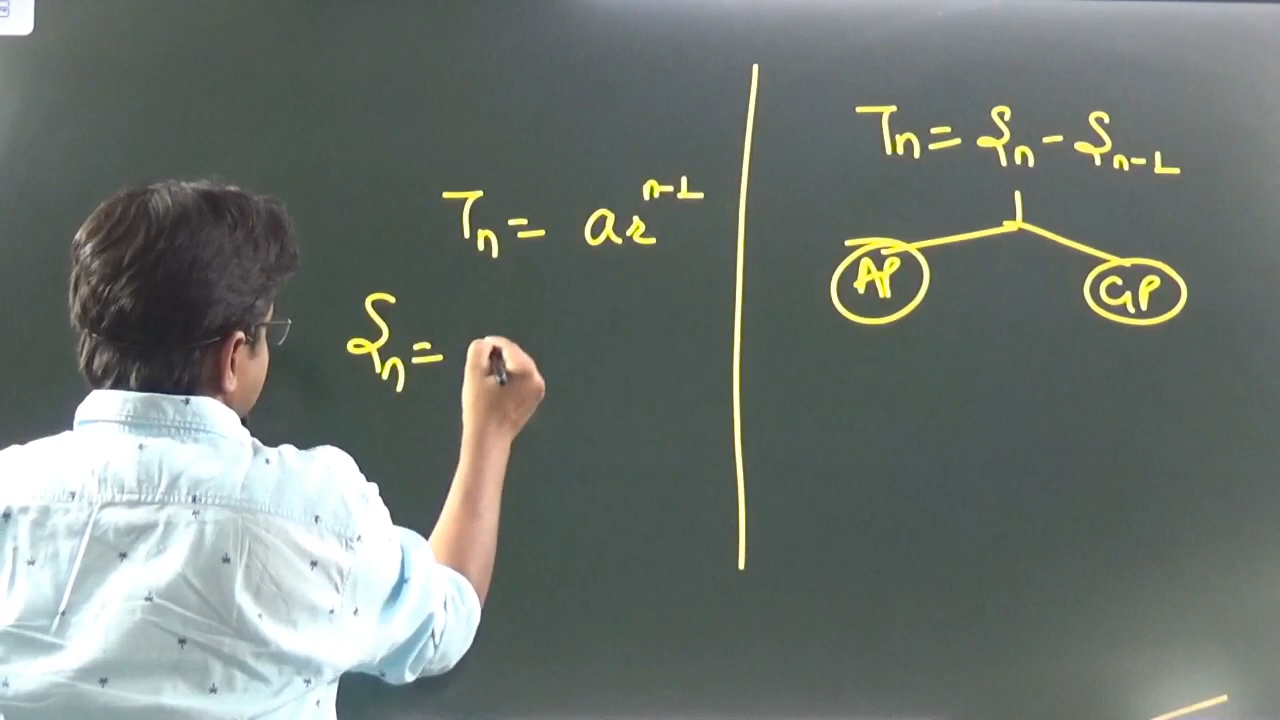 Tn = ar^n-1
Sn =
Tn = Sn - Sn-1
AP GP